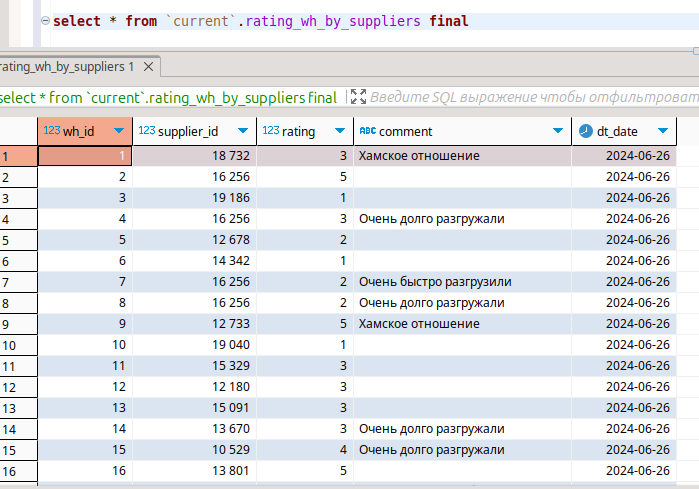 select * from `current`.rating_wh_by_suppliers final
rating_wh_by_suppliers 1
select * from `current`.rating_wh_by_suppliers final Введите SQL выражение чтобы отфильтроват
123 wh_id 123 supplier_id 123 rating ABC comment dt_date
1 1 18 732 3 Хамское отношение 2024-06-26
2 2 16 256 5 2024-06-26
3 3 19 186 1 2024-06-26
4 4 16 256 3 Очень долго разгружали 2024-06-26
5 5 12 678 2 2024-06-26
6 6 14 342 1 2024-06-26
7 7 16 256 2 Очень быстро разгрузили 2024-06-26
8 8 16 256 2 Очень долго разгружали 2024-06-26
9 9 12 733 5 Хамское отношение 2024-06-26
10 10 19 040 1 2024-06-26
11 11 15 329 3 2024-06-26
12 12 12 180 3 2024-06-26
13 13 15 091 3 2024-06-26
14 14 13 670 3 Очень долго разгружали 2024-06-26
15 15 10 529 4 Очень долго разгружали 2024-06-26
16 16 13 801 5 2024-06-26